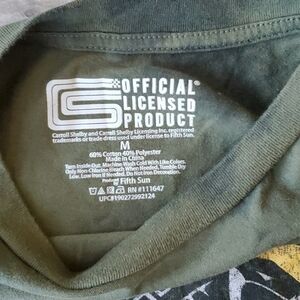 OFFICIAL
LICENSED
PRODUCT
Carroll Shelby and Carroll Shelby Licensing Inc. registered
trademarks or trade dress used under license to Fifth Sun.
M
60% Cotton 40% Polyester
Made in China
Turn Inside Out. Machine Wash Cold With Like Colors.
Only Non Chlorine Bleach When Needed. Tumble Dry
Low. Low Iron If Needed. Do Not Iron Decoration.
Fifth Sun
RN #111647
UPC#190272992124